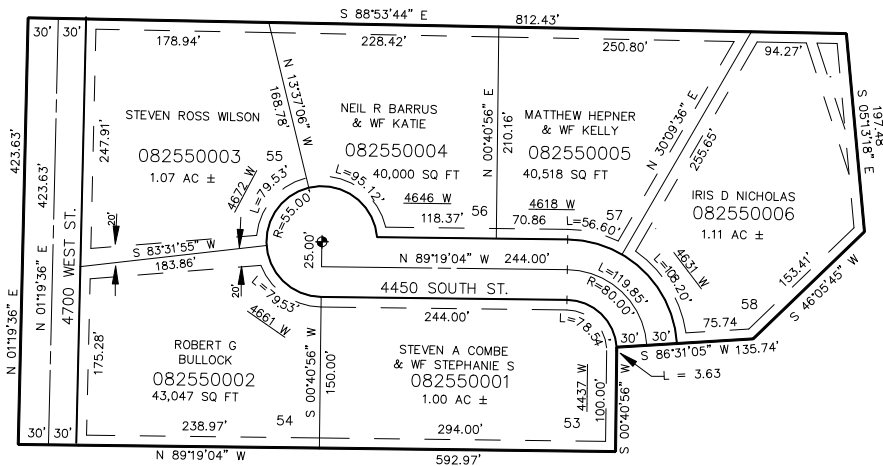 S 88°53'44" E 812.43'
30' 30'
178.94' 228.42' 250.80' 94.27'
N 01°19'36" E 423.63'
N 01°19'36" E 423.63'
4700 WEST ST.
247.91'
STEVEN ROSS WILSON
082550003
1.07 AC ±
55
N 13°37'06" W
168.78'
NEIL R BARRUS
& WF KATIE
082550004
40,000 SQ FT
4646 W
118.37' 56
N 00°40'56" E
210.16'
MATTHEW HEPNER
& WF KELLY
082550005
40,518 SQ FT
4618 W
70.86 L=56.60' 57
N 30°09'36" E
255.65'
IRIS D NICHOLAS
082550006
1.11 AC ±
S 05°13'18" E
197.48
4631 W
L=108.20'
153.41'
S 46°05'45" W
58
75.74
4672 W
L=79.53'
L=95.12'
R=55.00'
20'
S 83°31'55" W
183.86'
20'
25.00'
N 89°19'04" W 244.00'
L=119.85'
R=80.00'
4450 SOUTH ST.
244.00'
L=79.53'
4661 W
L=78.54'
30' 30'
S 86°31'05" W 135.74'
L = 3.63
175.28'
ROBERT G
BULLOCK
082550002
43,047 SQ FT
54
238.97'
S 00°40'56" W
150.00'
STEVEN A COMBE
& WF STEPHANIE S
082550001
1.00 AC ±
53
294.00'
4437 W
100.00'
S 00°40'56" W
30' 30'
N 89°19'04" W 592.97'